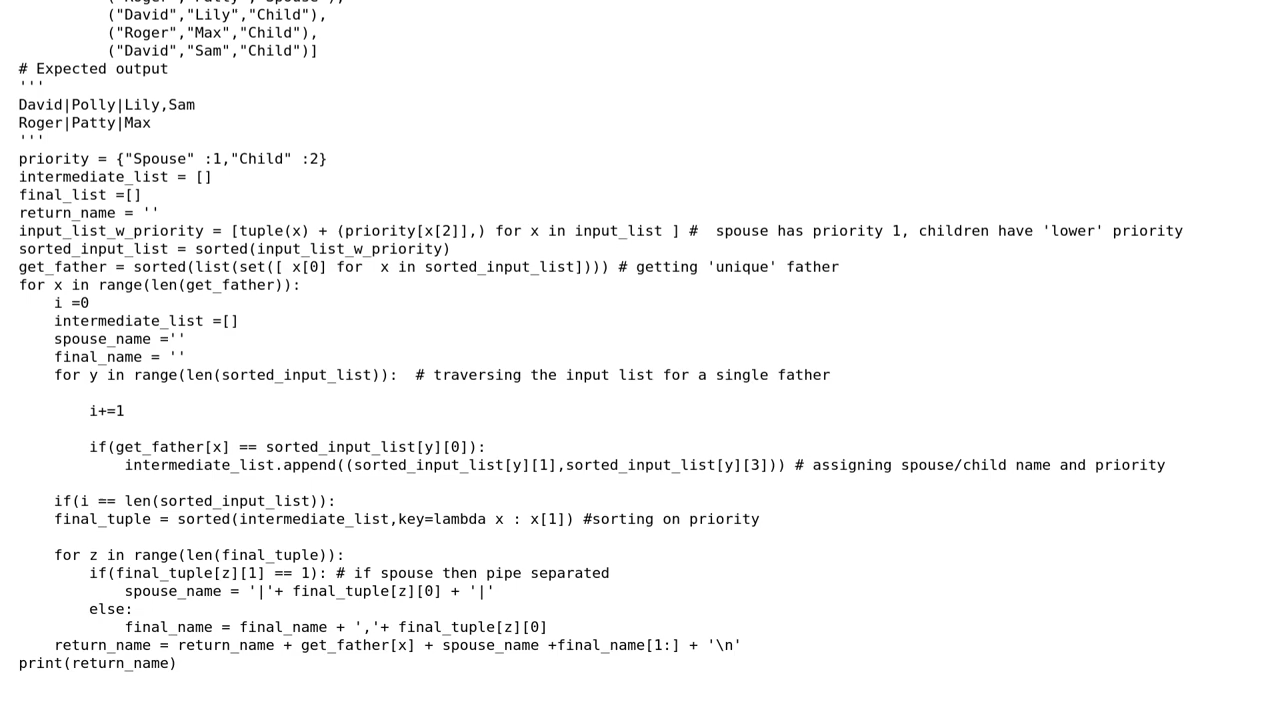 ("David","Lily","Child"),
("Roger","Max","Child"),
("David","Sam","Child")]
# Expected output
'''
David|Polly|Lily,Sam
Roger|Patty|Max
'''
priority = {"Spouse" :1,"Child" :2}
intermediate_list = []
final_list =[]
return_name = ''
input_list_w_priority = [tuple(x) + (priority[x[2]],) for x in input_list ] #  spouse has priority 1, children have 'lower' priority
sorted_input_list = sorted(input_list_w_priority)
get_father = sorted(list(set([ x[0] for  x in sorted_input_list]))) # getting 'unique' father
for x in range(len(get_father)):
    i =0
    intermediate_list =[]
    spouse_name =''
    final_name = ''
    for y in range(len(sorted_input_list)):  # traversing the input list for a single father
        i+=1
        if(get_father[x] == sorted_input_list[y][0]):
            intermediate_list.append((sorted_input_list[y][1],sorted_input_list[y][3])) # assigning spouse/child name and priority
    if(i == len(sorted_input_list)):
    final_tuple = sorted(intermediate_list,key=lambda x : x[1]) #sorting on priority
    for z in range(len(final_tuple)):
        if(final_tuple[z][1] == 1): # if spouse then pipe separated
            spouse_name = '|'+ final_tuple[z][0] + '|'
        else:
            final_name = final_name + ','+ final_tuple[z][0]
    return_name = return_name + get_father[x] + spouse_name +final_name[1:] + '\n'
print(return_name)